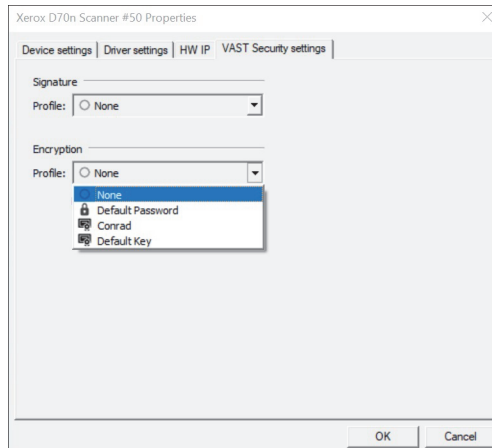 Xerox D70n Scanner #50 Properties
Device settings Driver settings HW IP VAST Security settings
Signature
Profile: None
Encryption
Profile: None
None
Default Password
Conrad
Default Key
OK Cancel